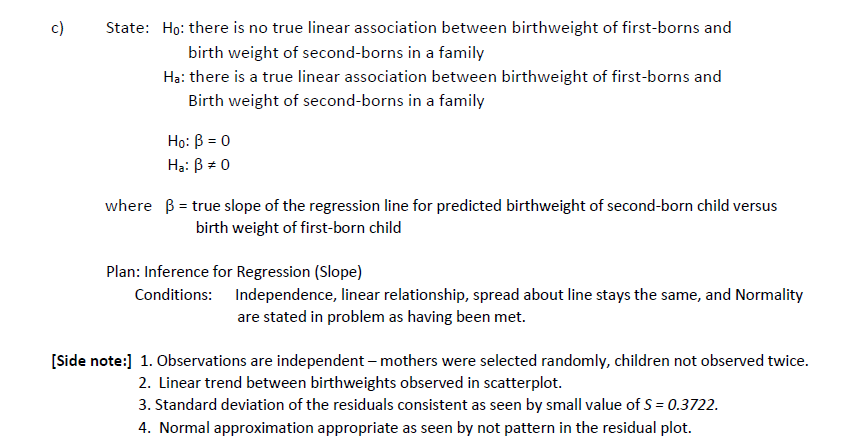 c) State: H₀: there is no true linear association between birthweight of first-borns and
birth weight of second-borns in a family
Hₐ: there is a true linear association between birthweight of first-borns and
Birth weight of second-borns in a family
H₀: β = 0
Hₐ: β ≠ 0
where β = true slope of the regression line for predicted birthweight of second-born child versus
birth weight of first-born child
Plan: Inference for Regression (Slope)
Conditions: Independence, linear relationship, spread about line stays the same, and Normality
are stated in problem as having been met.
[Side note:] 1. Observations are independent – mothers were selected randomly, children not observed twice.
2. Linear trend between birthweights observed in scatterplot.
3. Standard deviation of the residuals consistent as seen by small value of S = 0.3722.
4. Normal approximation appropriate as seen by not pattern in the residual plot.